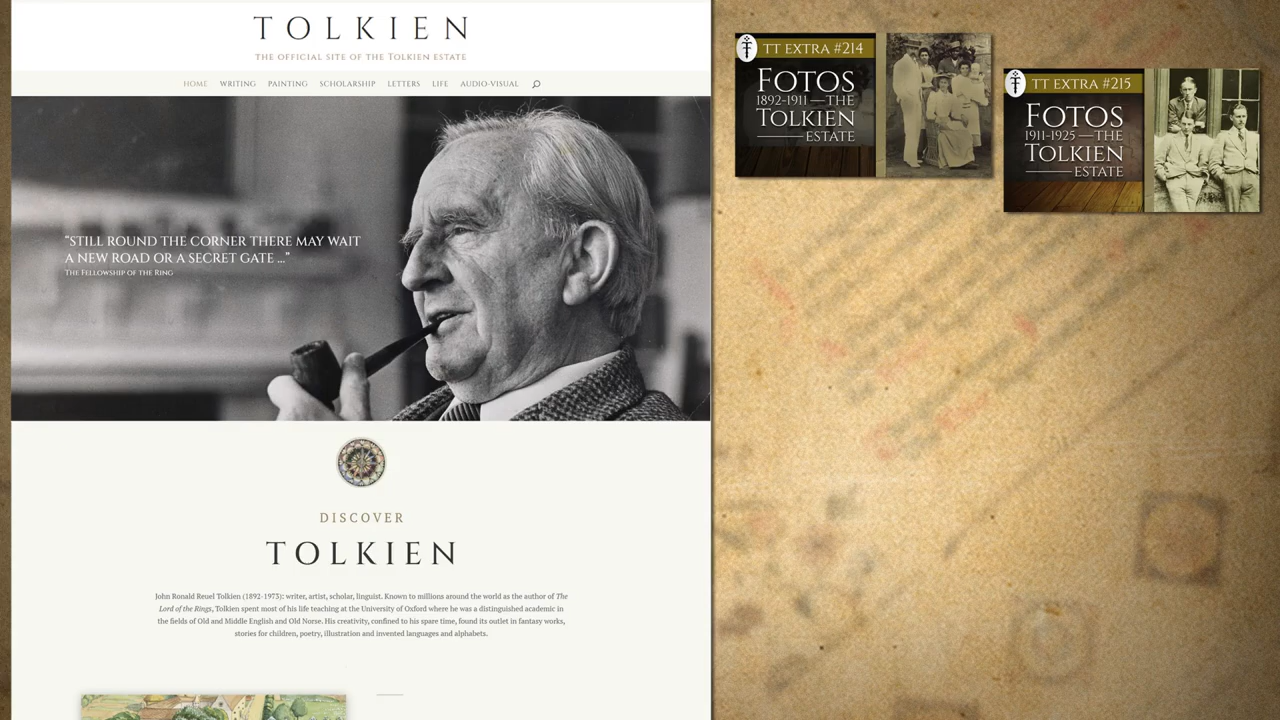 TOLKIEN
THE OFFICIAL SITE OF THE TOLKIEN ESTATE
HOME WRITING PAINTING SCHOLARSHIP LETTERS LIFE AUDIO-VISUAL
“STILL ROUND THE CORNER THERE MAY WAIT
A NEW ROAD OR A SECRET GATE ...”
THE FELLOWSHIP OF THE RING
DISCOVER
TOLKIEN
John Ronald Reuel Tolkien (1892-1973): writer, artist, scholar, linguist. Known to millions around the world as the author of The
Lord of the Rings, Tolkien spent most of his life teaching at the University of Oxford where he was a distinguished academic in
the fields of Old and Middle English and Old Norse. His creativity, confined to his spare time, found its outlet in fantasy works,
stories for children, poetry, illustration and invented languages and alphabets.
TT EXTRA #214
FOTOS
1892-1911 — THE
TOLKIEN
ESTATE
TT EXTRA #215
FOTOS
1911-1925 — THE
TOLKIEN
ESTATE